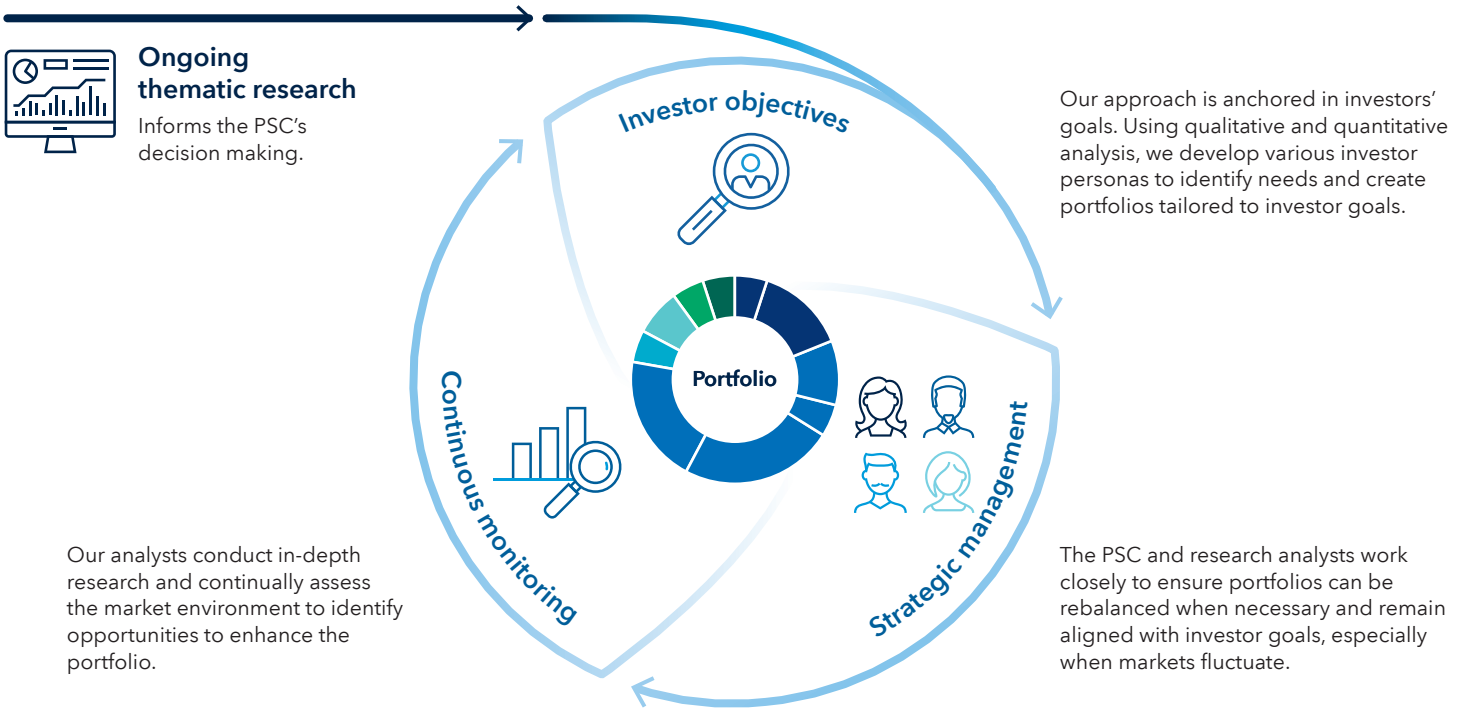 Ongoing
thematic research
Informs the PSC's
decision making.
Investor objectives
Our approach is anchored in investors’
goals. Using qualitative and quantitative
analysis, we develop various investor
personas to identify needs and create
portfolios tailored to investor goals.
Portfolio
Continuous monitoring
Strategic management
Our analysts conduct in-depth
research and continually assess
the market environment to identify
opportunities to enhance the
portfolio.
The PSC and research analysts work
closely to ensure portfolios can be
rebalanced when necessary and remain
aligned with investor goals, especially
when markets fluctuate.